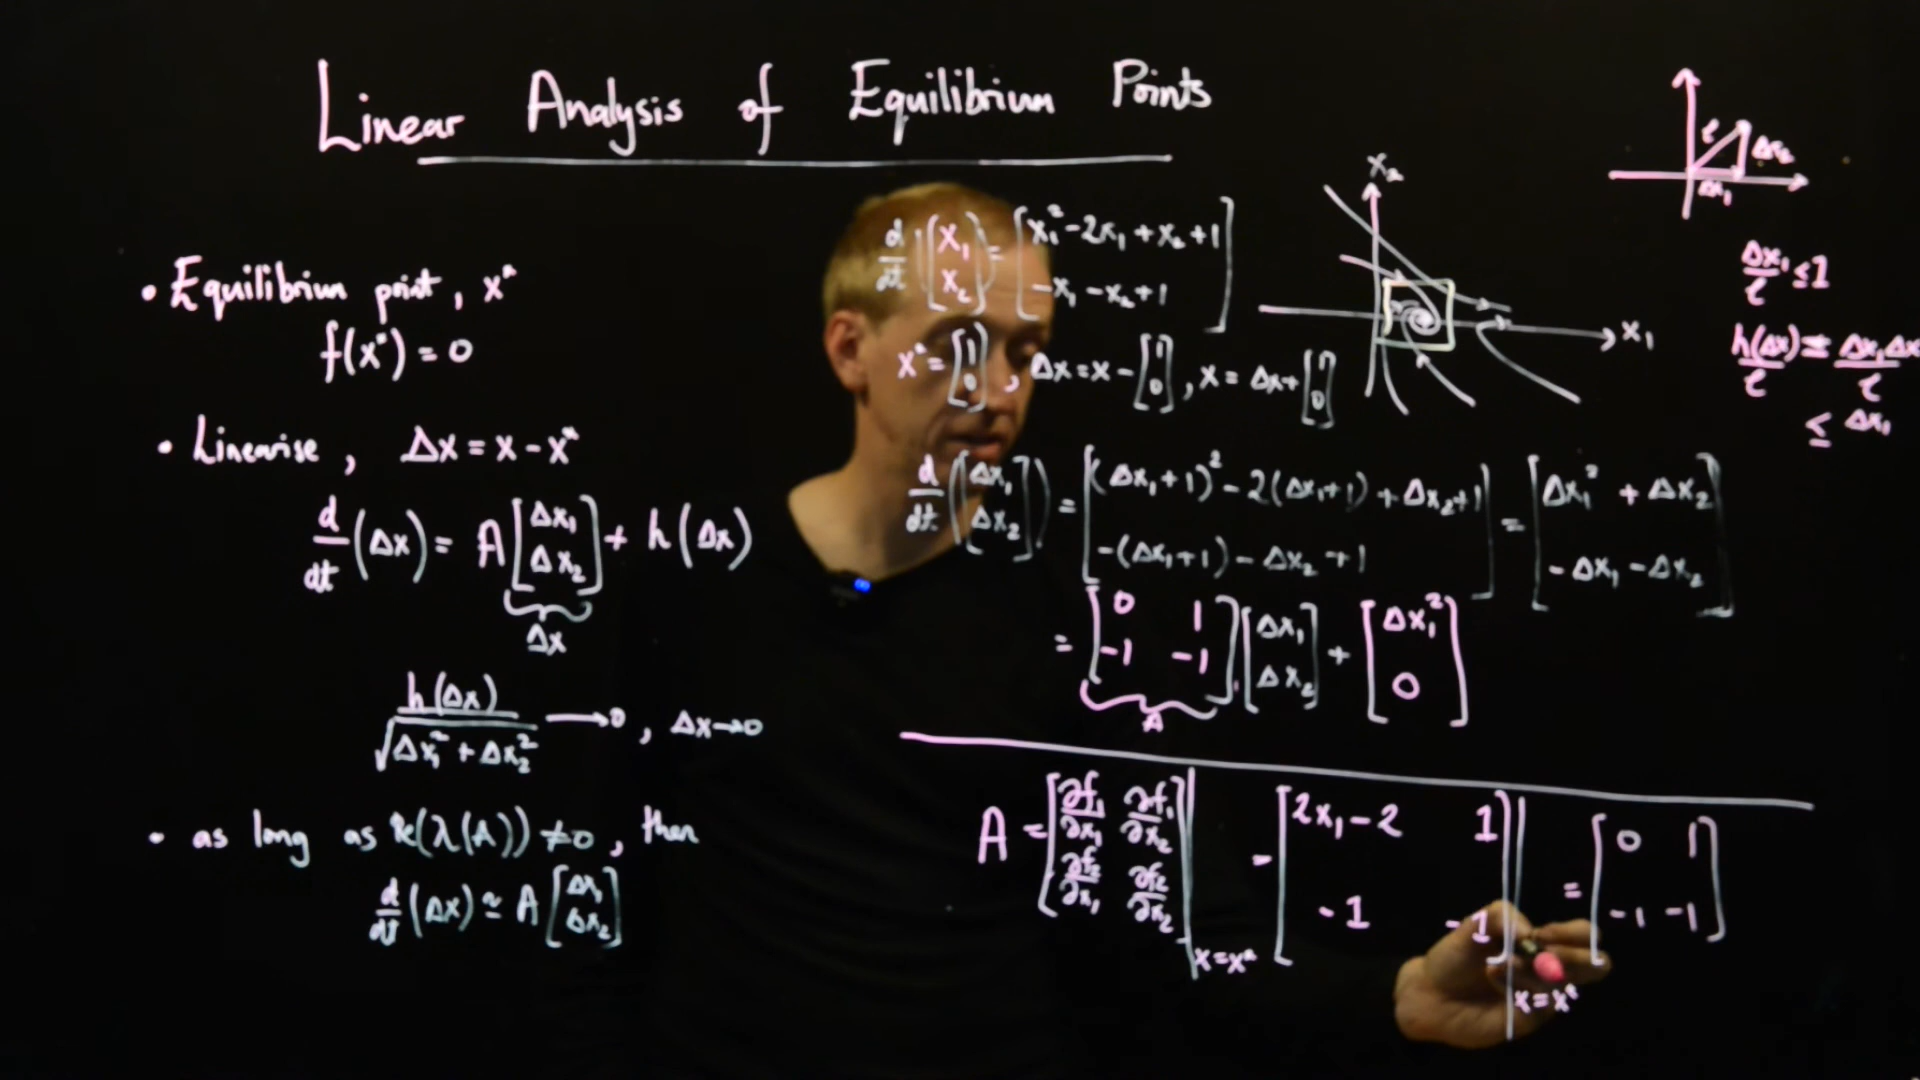 Linear Analysis of Equilibrium Points
• Equilibrium point, x*
f(x*) = 0
• Linearise, Δx = x - x*
d/dt (Δx) = A [Δx₁ Δx₂] + h(Δx)
Δx
h(Δx) / √(Δx₁² + Δx₂²) → 0, Δx → 0
• as long as Re(λ(A)) ≠ 0, then
d/dt (Δx) ≃ A [Δx₁ Δx₂]
d/dt (x₁ x₂) = [x₁² - 2x₁ + x₂ + 1 ; -x₁ - x₂ + 1]
x* = [1 0], Δx = x - [1 0], x = Δx + [1 0]
d/dt ([Δx₁ Δx₂]) = [(Δx₁+1)² - 2(Δx₁+1) + Δx₂+1 ; -(Δx₁+1) - Δx₂ + 1] = [Δx₁² + Δx₂ ; -Δx₁ - Δx₂]
= [0 1 ; -1 -1] [Δx₁ Δx₂] + [Δx₁² 0]
A
A = [∂f₁/∂x₁ ∂f₁/∂x₂ ; ∂f₂/∂x₁ ∂f₂/∂x₂] | x=x* = [2x₁-2 1 ; -1 -1] | x=x* = [0 1 ; -1 -1]
x₂
x₁
l
Δx₂
Δx₁
Δx₁/l ≤ 1
h(Δx)/l = Δx₁Δx/l
≤ Δx₁